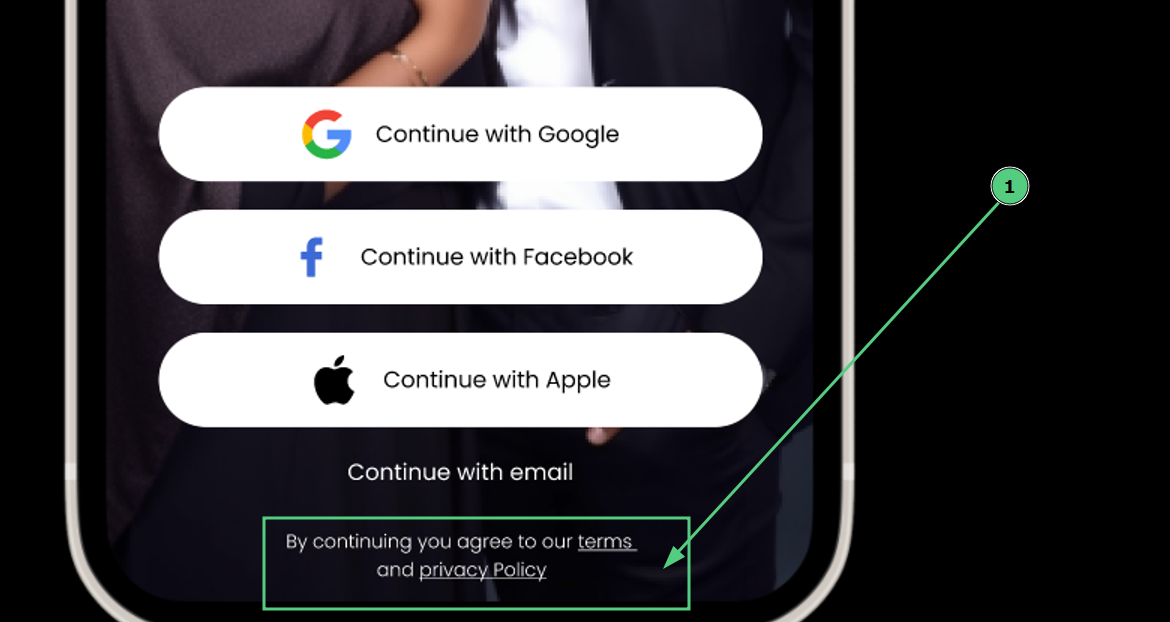 Continue with Google
1
Continue with Facebook
Continue with Apple
Continue with email
By continuing you agree to our terms
and privacy Policy